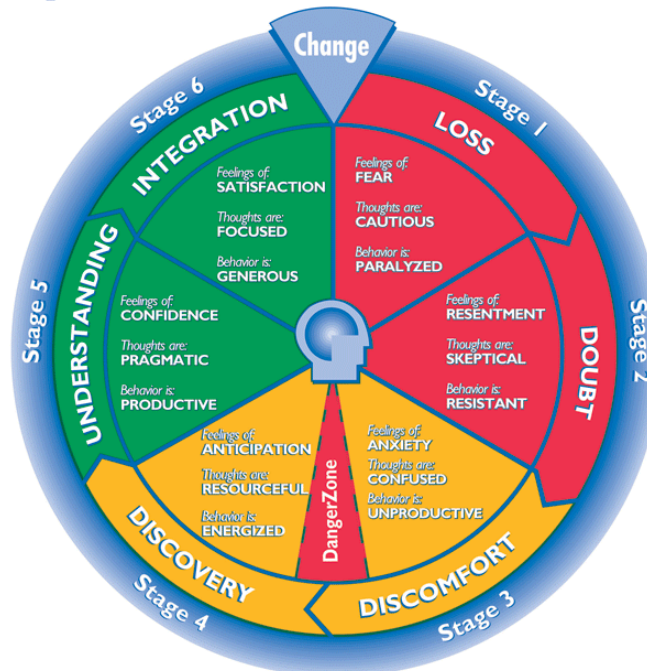 Change
Stage 1
LOSS
Feelings of:
FEAR
Thoughts are:
CAUTIOUS
Behavior is:
PARALYZED
Stage 2
DOUBT
Feelings of:
RESENTMENT
Thoughts are:
SKEPTICAL
Behavior is:
RESISTANT
Stage 3
DISCOMFORT
Feelings of:
ANXIETY
Thoughts are:
CONFUSED
Behavior is:
UNPRODUCTIVE
DangerZone
Stage 4
DISCOVERY
Feelings of:
ANTICIPATION
Thoughts are:
RESOURCEFUL
Behavior is:
ENERGIZED
Stage 5
UNDERSTANDING
Feelings of:
CONFIDENCE
Thoughts are:
PRAGMATIC
Behavior is:
PRODUCTIVE
Stage 6
INTEGRATION
Feelings of:
SATISFACTION
Thoughts are:
FOCUSED
Behavior is:
GENEROUS